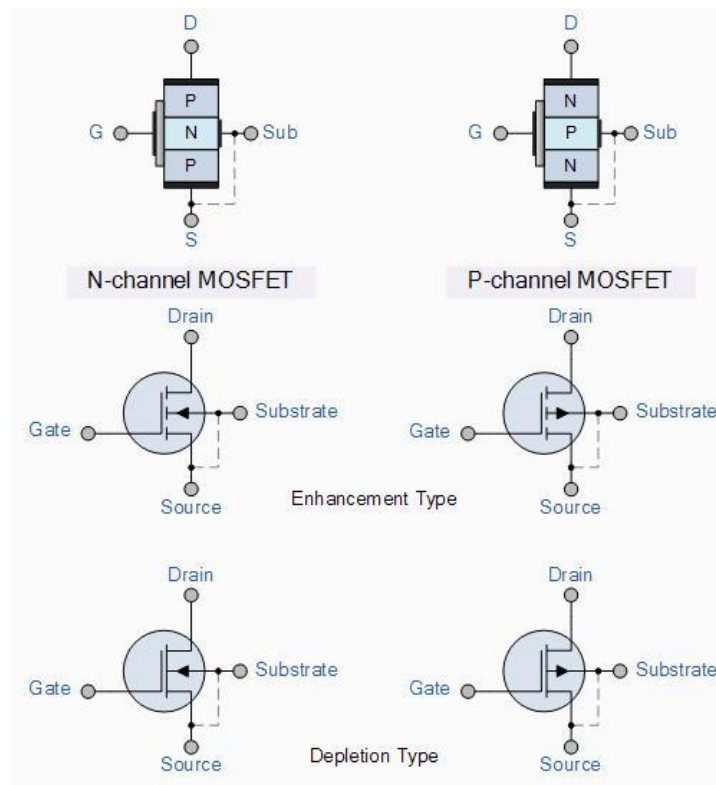 D D
P N
G N Sub G P Sub
P N
S S
N-channel MOSFET P-channel MOSFET
Drain Drain
Substrate Substrate
Gate Gate
Source Enhancement Type Source
Drain Drain
Substrate Substrate
Gate Gate
Source Depletion Type Source